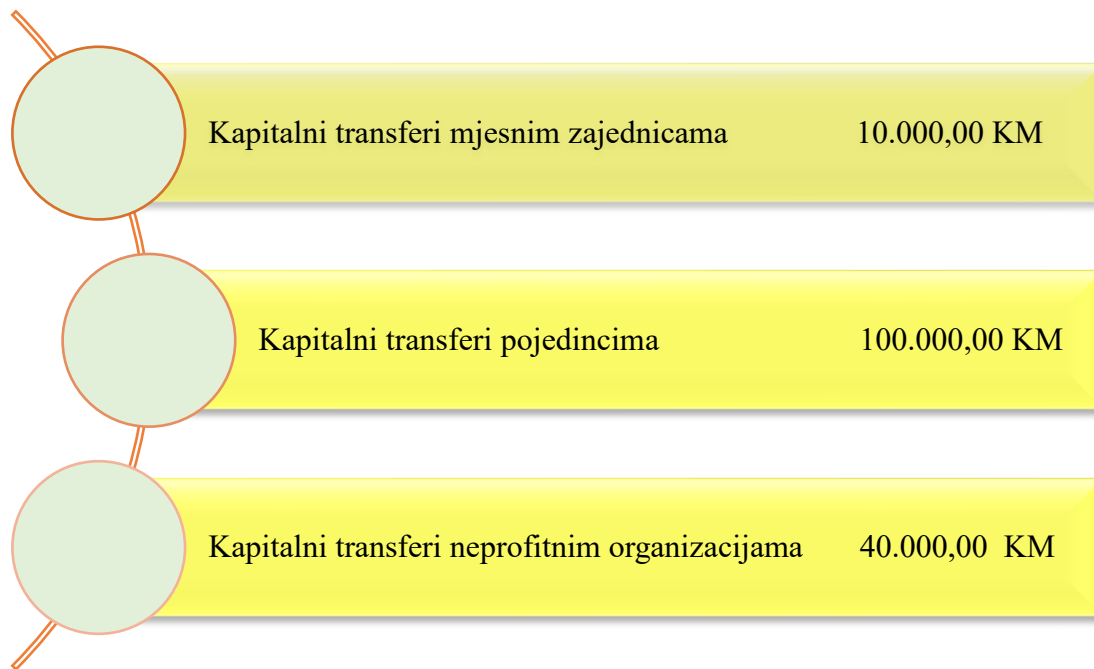 Kapitalni transferi mjesnim zajednicama 10.000,00 KM
Kapitalni transferi pojedincima 100.000,00 KM
Kapitalni transferi neprofitnim organizacijama 40.000,00 KM